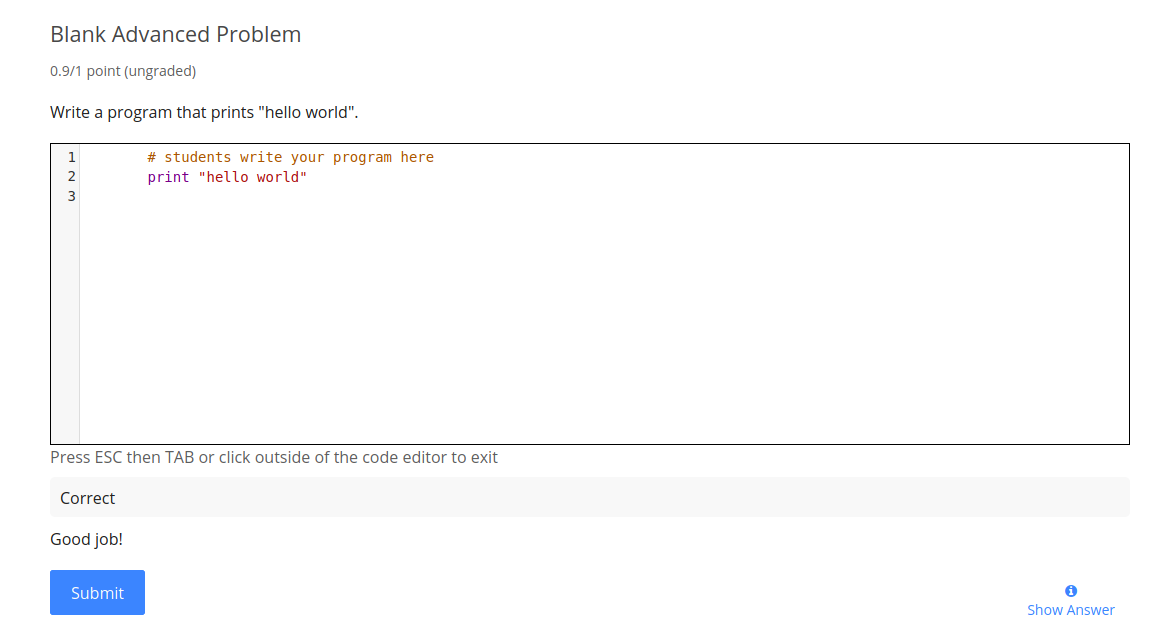 Blank Advanced Problem
0.9/1 point (ungraded)
Write a program that prints "hello world".
1 # students write your program here
2 print "hello world"
3
Press ESC then TAB or click outside of the code editor to exit
Correct
Good job!
Submit
Show Answer